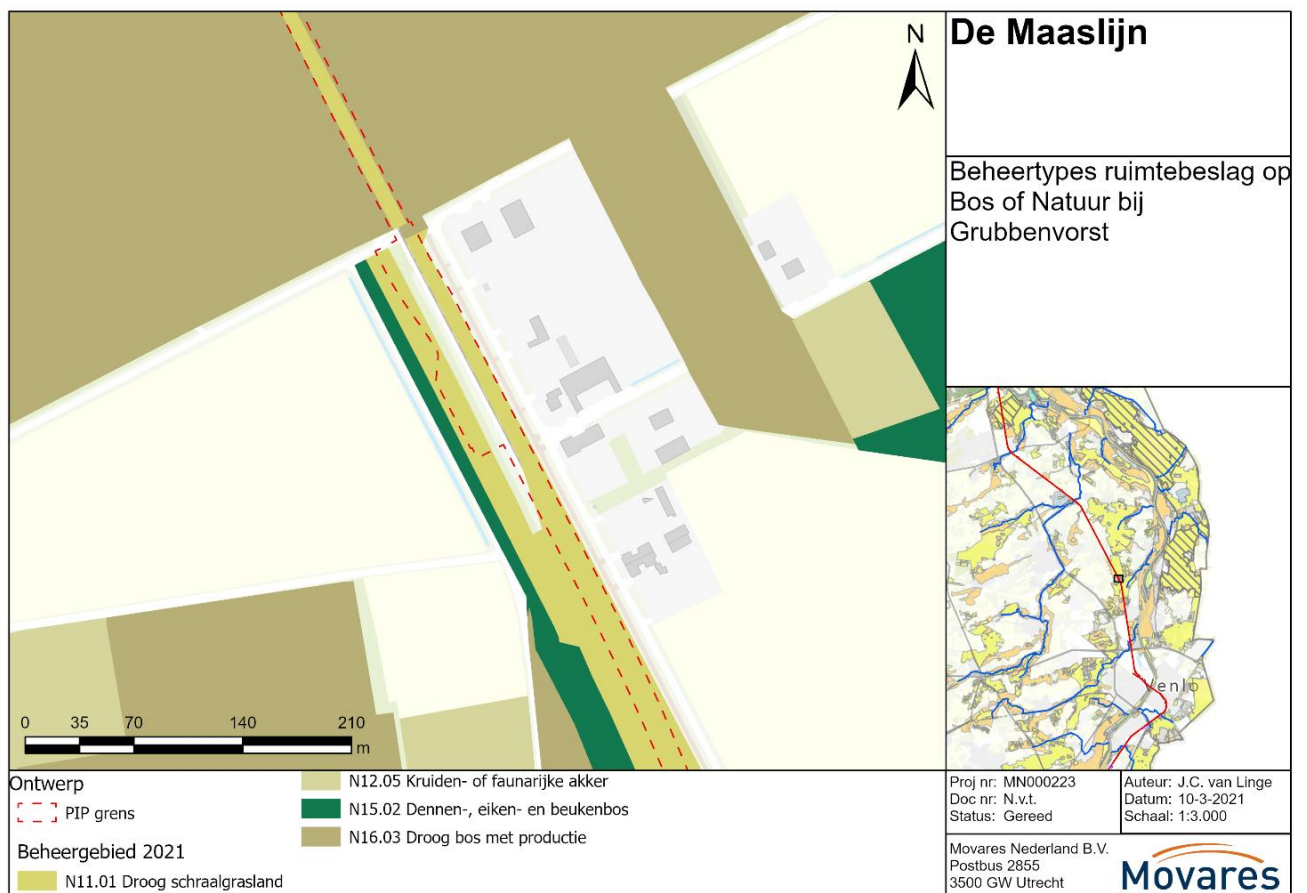 N
De Maaslijn
Beheertypes ruimtebeslag op
Bos of Natuur bij
Grubbenvorst
Venlo
0 35 70 140 210
m
Ontwerp
PIP grens
Beheergebied 2021
N11.01 Droog schraalgrasland
N12.05 Kruiden- of faunarijke akker
N15.02 Dennen-, eiken- en beukenbos
N16.03 Droog bos met productie
Proj nr: MN000223
Doc nr: N.v.t.
Status: Gereed
Auteur: J.C. van Linge
Datum: 10-3-2021
Schaal: 1:3.000
Movares Nederland B.V.
Postbus 2855
3500 GW Utrecht
Movares